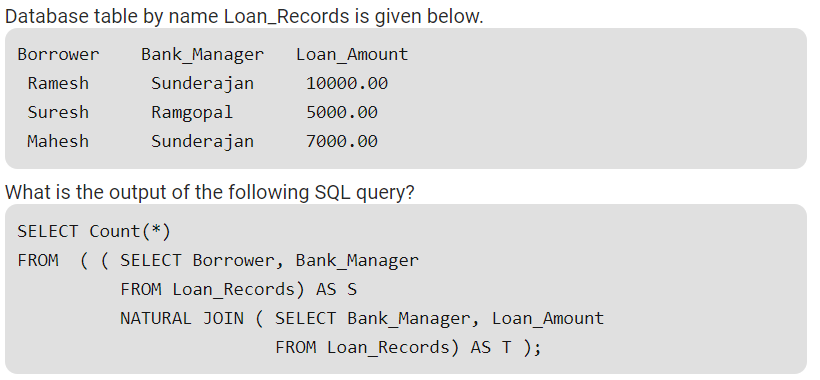 Database table by name Loan_Records is given below.
Borrower    Bank_Manager   Loan_Amount
 Ramesh      Sunderajan     10000.00
 Suresh      Ramgopal       5000.00
 Mahesh      Sunderajan     7000.00
What is the output of the following SQL query?
SELECT Count(*)
FROM  ( ( SELECT Borrower, Bank_Manager
          FROM Loan_Records) AS S
          NATURAL JOIN ( SELECT Bank_Manager, Loan_Amount
                         FROM Loan_Records) AS T );